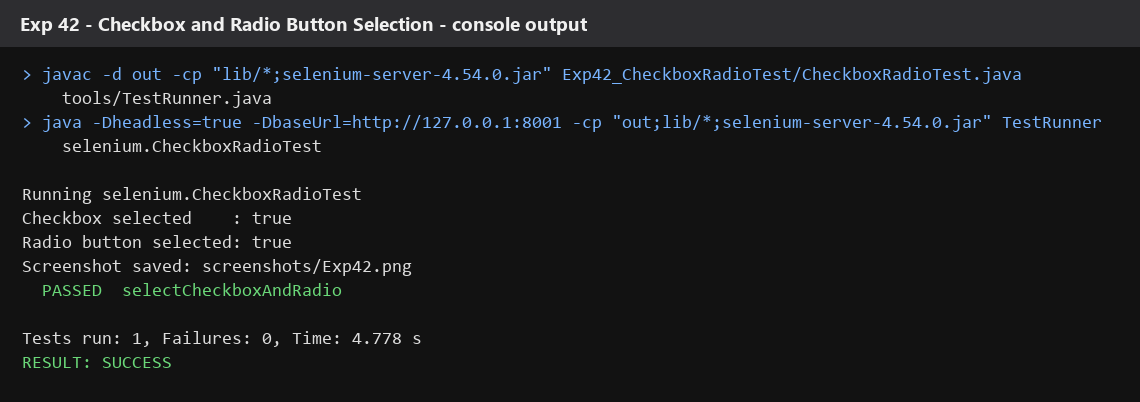 Exp 42 - Checkbox and Radio Button Selection - console output
> javac -d out -cp "lib/*;selenium-server-4.54.0.jar" Exp42_CheckboxRadioTest/CheckboxRadioTest.java
tools/TestRunner.java
> java -Dheadless=true -DbaseUrl=http://127.0.0.1:8001 -cp "out;lib/*;selenium-server-4.54.0.jar" TestRunner
selenium.CheckboxRadioTest
Running selenium.CheckboxRadioTest
Checkbox selected    : true
Radio button selected: true
Screenshot saved: screenshots/Exp42.png
PASSED  selectCheckboxAndRadio
Tests run: 1, Failures: 0, Time: 4.778 s
RESULT: SUCCESS